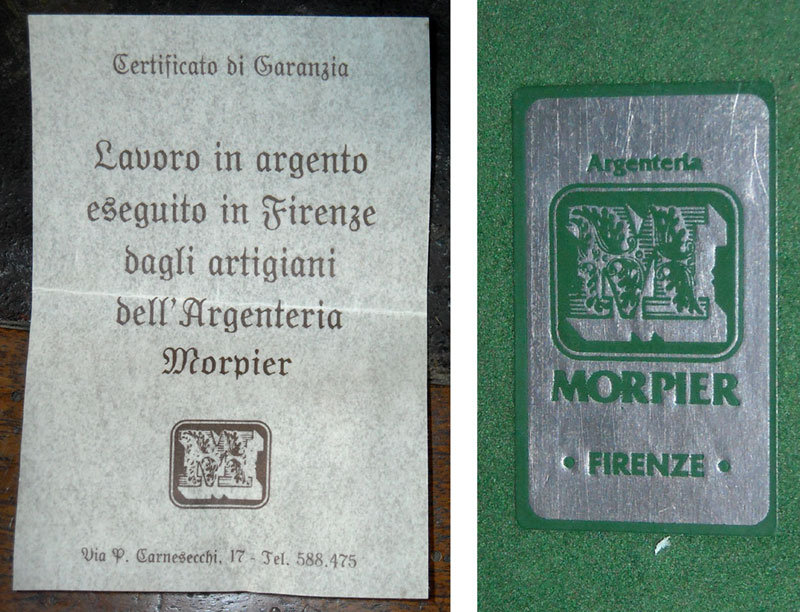 Certificato di Garanzia
Lavoro in argento
eseguito in Firenze
dagli artigiani
dell'Argenteria
Morpier
M
Via P. Carnesecchi, 17 - Tel. 588.475
Argenteria
M
MORPIER
• FIRENZE •